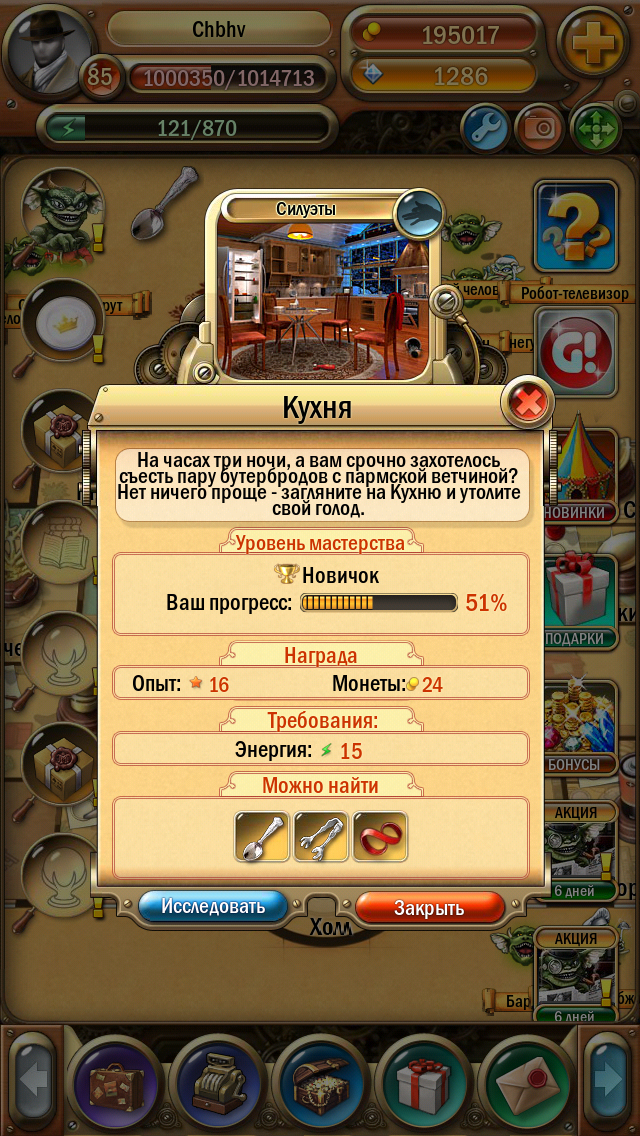 Chbhv
195017
85
1000350/1014713
1286
121/870
Силуэты
Робот-телевизор
G!
Кухня
На часах три ночи, а вам срочно захотелось
съесть пару бутербродов с пармской ветчиной?
Нет ничего проще - загляните на Кухню и утолите
свой голод.
НОВИНКИ
Уровень мастерства
Новичок
Ваш прогресс: 51%
ПОДАРКИ
Награда
Опыт: 16 Монеты: 24
Требования:
Энергия: 15
БОНУСЫ
Можно найти
АКЦИЯ
6 дней
Исследовать
Закрыть
Холл
АКЦИЯ
Бар
6 дней